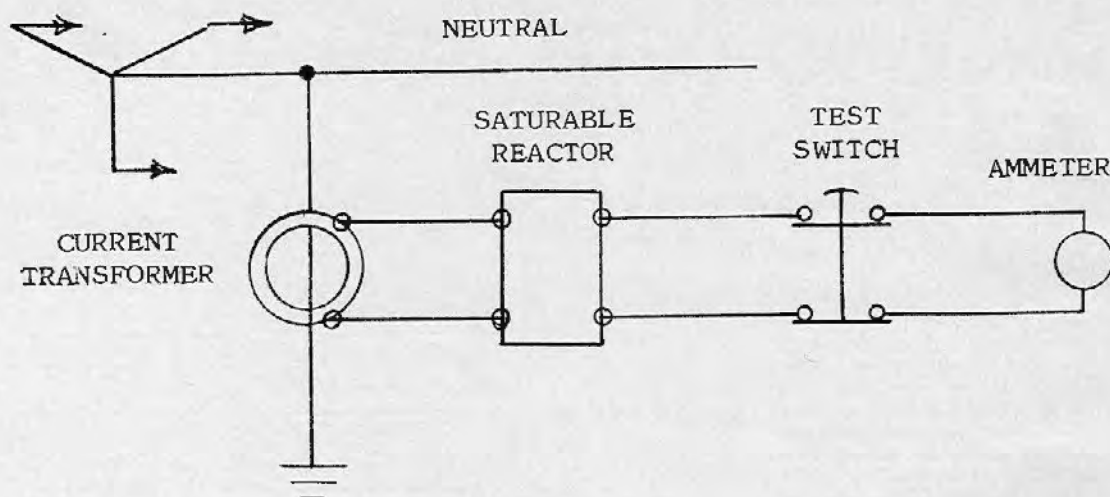 NEUTRAL
SATURABLE
REACTOR
TEST
SWITCH
AMMETER
CURRENT
TRANSFORMER